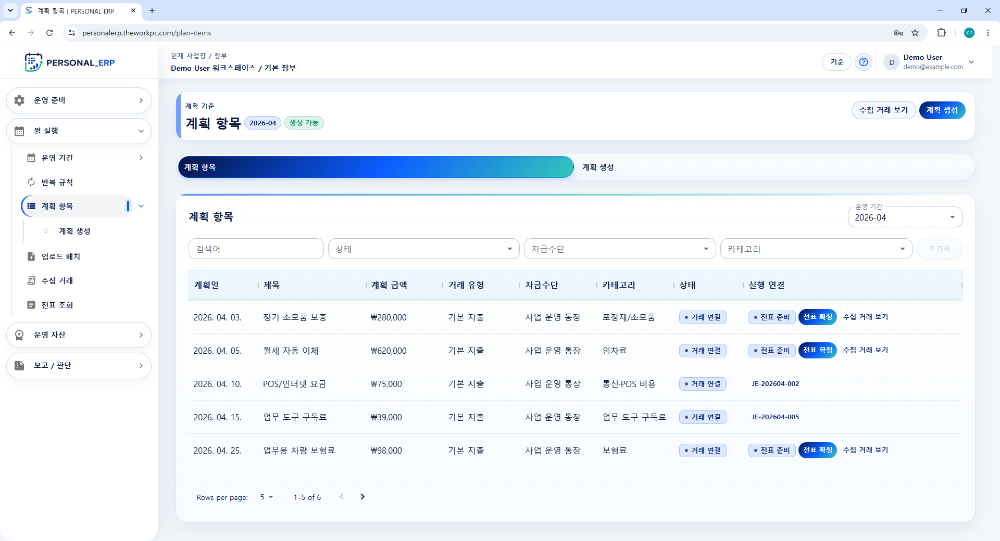 계획 항목 | PERSONAL ERP
personalerp.theworkpc.com/plan-items
우주
PERSONAL_ERP
현재 사업장 / 장부
Demo User 워크스페이스 / 기본 장부
기준
D
Demo User
demo@example.com
운영 준비
월 실행
운영 기간
반복 규칙
계획 항목
계획 생성
업로드 배치
수집 거래
전표 조회
운영 자산
보고 / 판단
계획 기준
계획 항목 2026-04 생성 가능
수집 거래 보기 계획 생성
계획 항목 계획 생성
계획 항목
운영 기간
2026-04
검색어 상태 자금수단 카테고리 초기화
계획일 제목 계획 금액 거래 유형 자금수단 카테고리 상태 실행 연결
2026. 04. 03. 정기 소모품 보충 ₩280,000 기본 지출 사업 운영 통장 포장재/소모품 거래 연결 전표 준비 전표 확정 수집 거래 보기
2026. 04. 05. 월세 자동 이체 ₩620,000 기본 지출 사업 운영 통장 임차료 거래 연결 전표 준비 전표 확정 수집 거래 보기
2026. 04. 10. POS/인터넷 요금 ₩75,000 기본 지출 사업 운영 통장 통신·POS 비용 거래 연결 JE-202604-002
2026. 04. 15. 업무 도구 구독료 ₩39,000 기본 지출 사업 운영 통장 업무 도구 구독료 거래 연결 JE-202604-005
2026. 04. 25. 업무용 차량 보험료 ₩98,000 기본 지출 사업 운영 통장 보험료 거래 연결 전표 준비 전표 확정 수집 거래 보기
Rows per page: 5 1–5 of 6